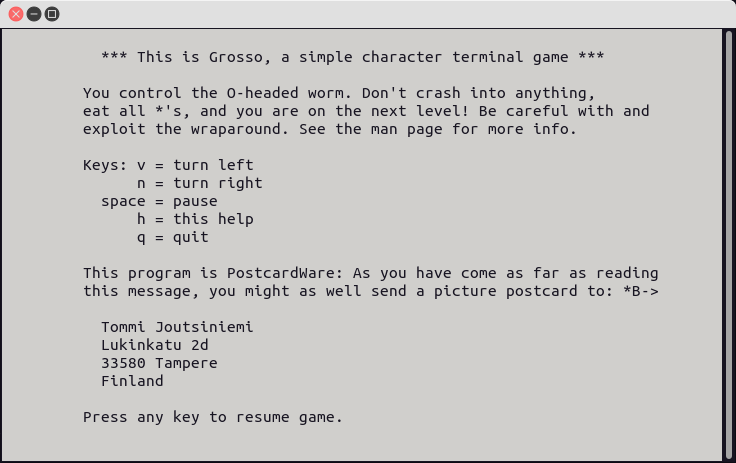 *** This is Grosso, a simple character terminal game ***
You control the O-headed worm. Don't crash into anything,
eat all *'s, and you are on the next level! Be careful with and
exploit the wraparound. See the man page for more info.
Keys: v = turn left
n = turn right
space = pause
h = this help
q = quit
This program is PostcardWare: As you have come as far as reading
this message, you might as well send a picture postcard to: *B->
Tommi Joutsiniemi
Lukinkatu 2d
33580 Tampere
Finland
Press any key to resume game.